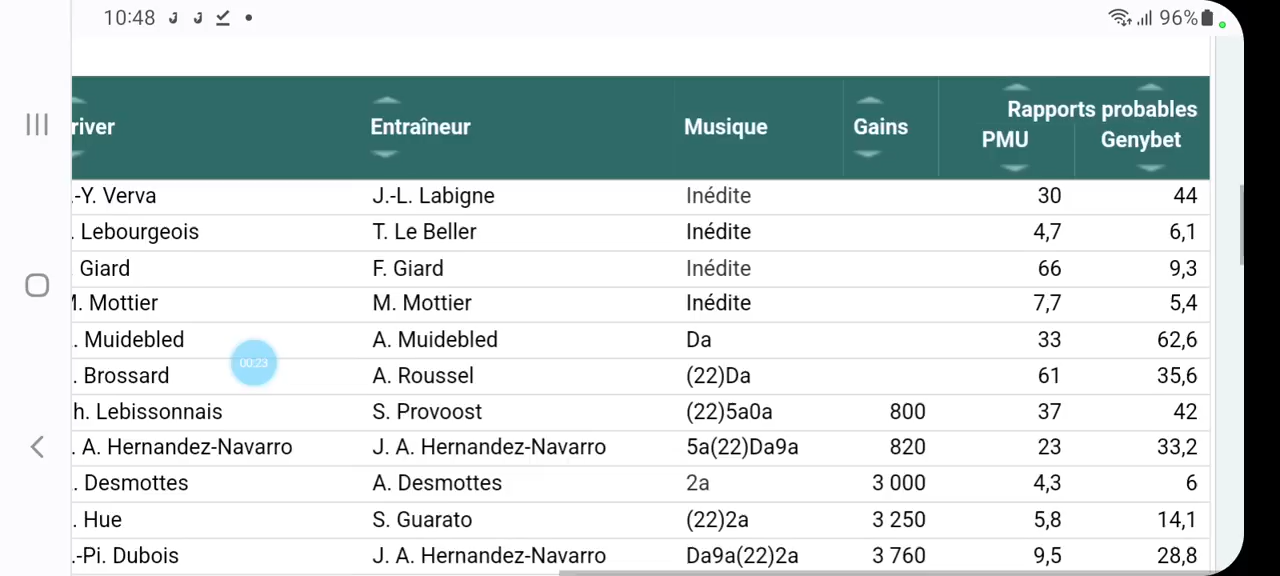 10:48 96%
Rapports probables
river Entraîneur Musique Gains PMU Genybet
.-Y. Verva J.-L. Labigne Inédite 30 44
. Lebourgeois T. Le Beller Inédite 4,7 6,1
Giard F. Giard Inédite 66 9,3
M. Mottier M. Mottier Inédite 7,7 5,4
. Muidebled A. Muidebled Da 33 62,6
. Brossard A. Roussel (22)Da 61 35,6
00:23
h. Lebissonnais S. Provoost (22)5a0a 800 37 42
. A. Hernandez-Navarro J. A. Hernandez-Navarro 5a(22)Da9a 820 23 33,2
. Desmottes A. Desmottes 2a 3 000 4,3 6
. Hue S. Guarato (22)2a 3 250 5,8 14,1
.-Pi. Dubois J. A. Hernandez-Navarro Da9a(22)2a 3 760 9,5 28,8